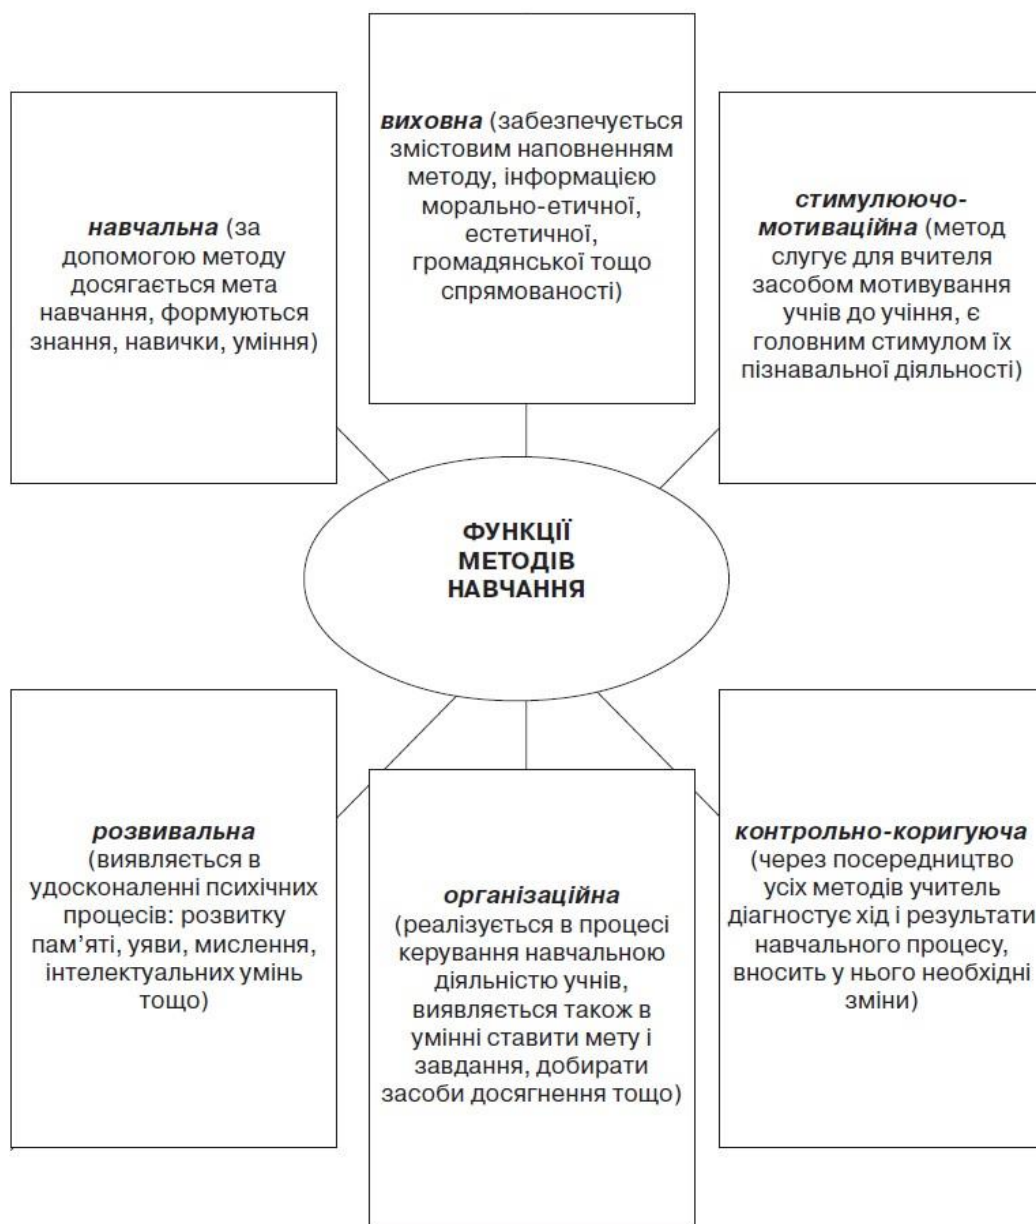 навчальна (за
допомогою методу
досягається мета
навчання, формуються
знання, навички, уміння)
виховна (забезпечується
змістовим наповненням
методу, інформацією
морально-етичної,
естетичної,
громадянської тощо
спрямованості)
стимулюючо-
мотиваційна (метод
слугує для вчителя
засобом мотивування
учнів до учіння, є
головним стимулом їх
пізнавальної діяльності)
ФУНКЦІЇ
МЕТОДІВ
НАВЧАННЯ
розвивальна
(виявляється в
удосконаленні психічних
процесів: розвитку
пам’яті, уяви, мислення,
інтелектуальних умінь
тощо)
організаційна
(реалізується в процесі
керування навчальною
діяльністю учнів,
виявляється також в
умінні ставити мету і
завдання, добирати
засоби досягнення тощо)
контрольно-коригуюча
(через посередництво
усіх методів учитель
діагностує хід і результати
навчального процесу,
вносить у нього необхідні
зміни)